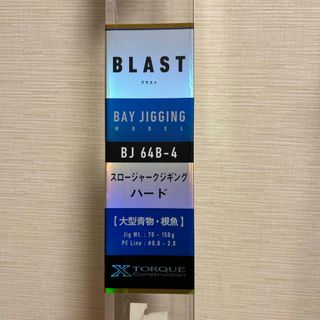 BLAST
ブラスト
BAY JIGGING
MODEL
BJ 64B-4
スロージャークジギング
ハード
【大型青物・根魚】
Jig Wt. : 70 - 150g
PE Line : #0.8 - 2.0
X TORQUE
Construction